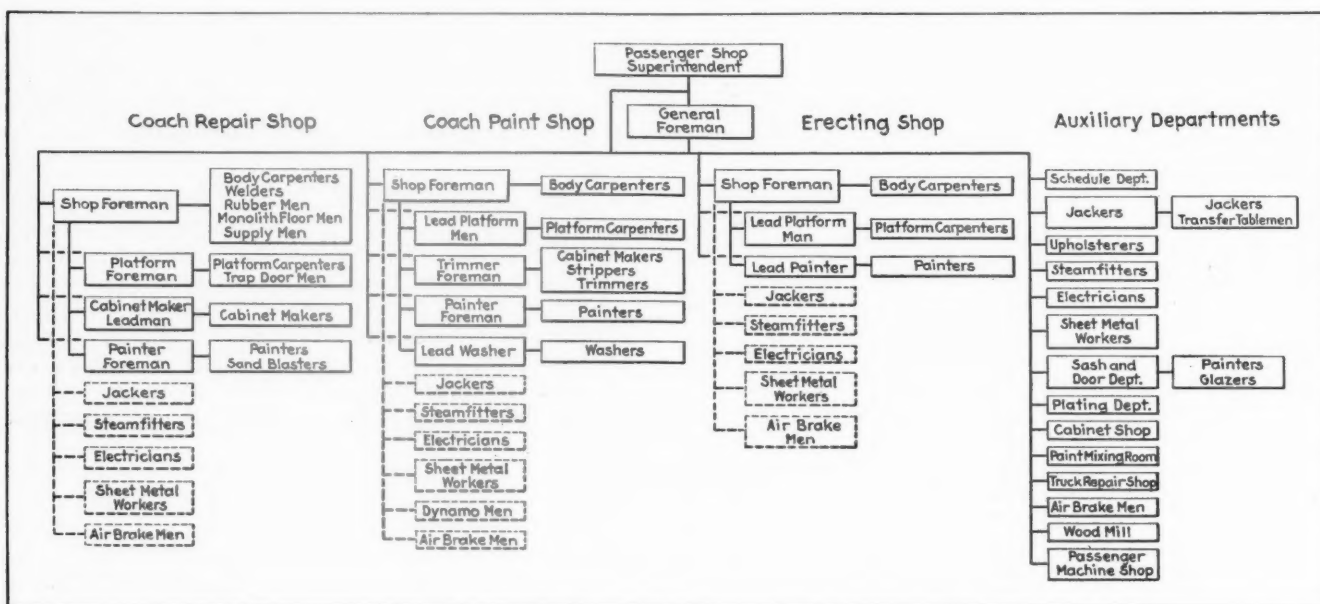 Passenger Shop
Superintendent
General
Foreman
Coach Repair Shop
Shop Foreman
Body Carpenters
Welders
Rubber Men
Monolith Floor Men
Supply Men
Platform
Foreman
Platform Carpenters
Trap Door Men
Cabinet Maker
Leadman
Cabinet Makers
Painter
Foreman
Painters
Sand Blasters
Jackers
Steamfitters
Electricians
Sheet Metal
Workers
Air Brake Men
Coach Paint Shop
Shop Foreman
Body Carpenters
Lead Platform
Men
Platform Carpenters
Trimmer
Foreman
Cabinet Makers
Strippers
Trimmers
Painter
Foreman
Painters
Lead Washer
Washers
Jackers
Steamfitters
Electricians
Sheet Metal
Workers
Dynamo Men
Air Brake Men
Erecting Shop
Shop Foreman
Body Carpenters
Lead Platform
Man
Platform Carpenters
Lead Painter
Painters
Jackers
Steamfitters
Electricians
Sheet Metal
Workers
Air Brake
Men
Auxiliary Departments
Schedule Dept.
Jackers
Jackers
Transfer Tablemen
Upholsterers
Steamfitters
Electricians
Sheet Metal
Workers
Sash and
Door Dept.
Painters
Glazers
Plating Dept.
Cabinet Shop
Paint Mixing Room
Truck Repair Shop
Air Brake Men
Wood Mill
Passenger
Machine Shop